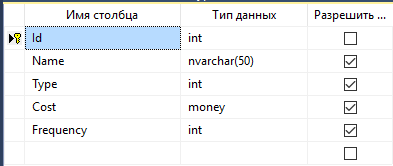 Имя столбца Тип данных Разрешить ...
Id int
Name nvarchar(50)
Type int
Cost money
Frequency int